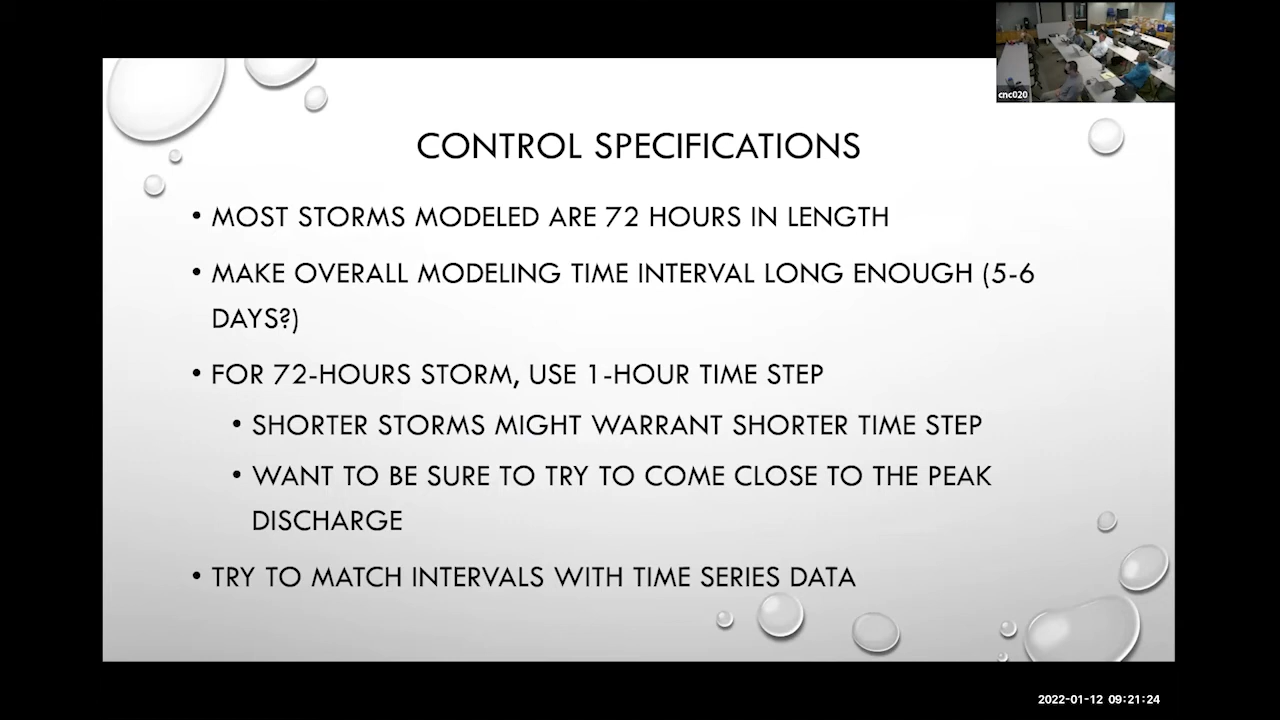 cnc020
CONTROL SPECIFICATIONS
• MOST STORMS MODELED ARE 72 HOURS IN LENGTH
• MAKE OVERALL MODELING TIME INTERVAL LONG ENOUGH (5-6
DAYS?)
• FOR 72-HOURS STORM, USE 1-HOUR TIME STEP
• SHORTER STORMS MIGHT WARRANT SHORTER TIME STEP
• WANT TO BE SURE TO TRY TO COME CLOSE TO THE PEAK
DISCHARGE
• TRY TO MATCH INTERVALS WITH TIME SERIES DATA
2022-01-12 09:21:24